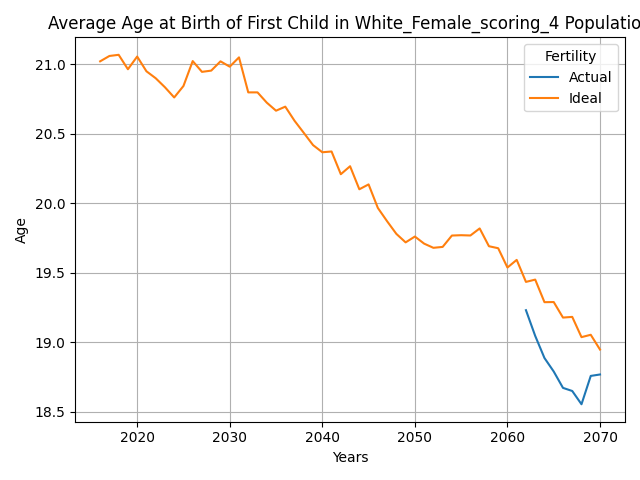 Average Age at Birth of First Child in White_Female_scoring_4 Populatio
Fertility
Actual
Ideal
21.0
20.5
20.0
19.5
19.0
18.5
Age
2020 2030 2040 2050 2060 2070
Years